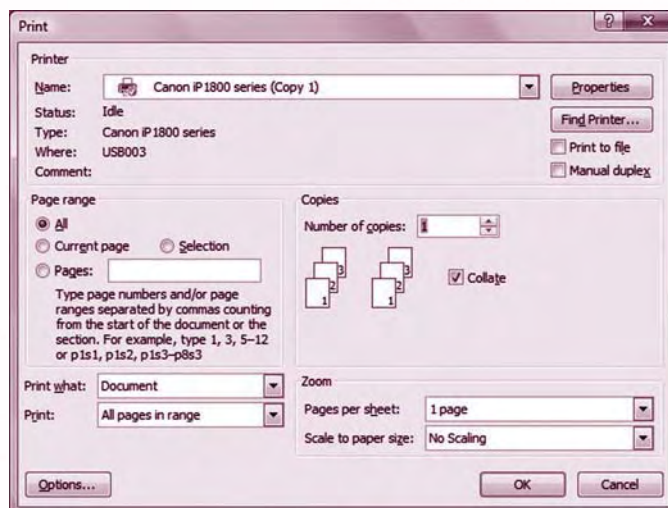 Print
Printer
Name: Canon iP1800 series (Copy 1) Properties
Status: Idle Find Printer...
Type: Canon iP1800 series
Where: USB003 Print to file
Comment: Manual duplex
Page range
All
Current page Selection
Pages:
Type page numbers and/or page
ranges separated by commas counting
from the start of the document or the
section. For example, type 1, 3, 5–12
or p1s1, p1s2, p1s3–p8s3
Copies
Number of copies: 1
3 3
2 2
1 1
Collate
Print what: Document
Print: All pages in range
Zoom
Pages per sheet: 1 page
Scale to paper size: No Scaling
Options... OK Cancel